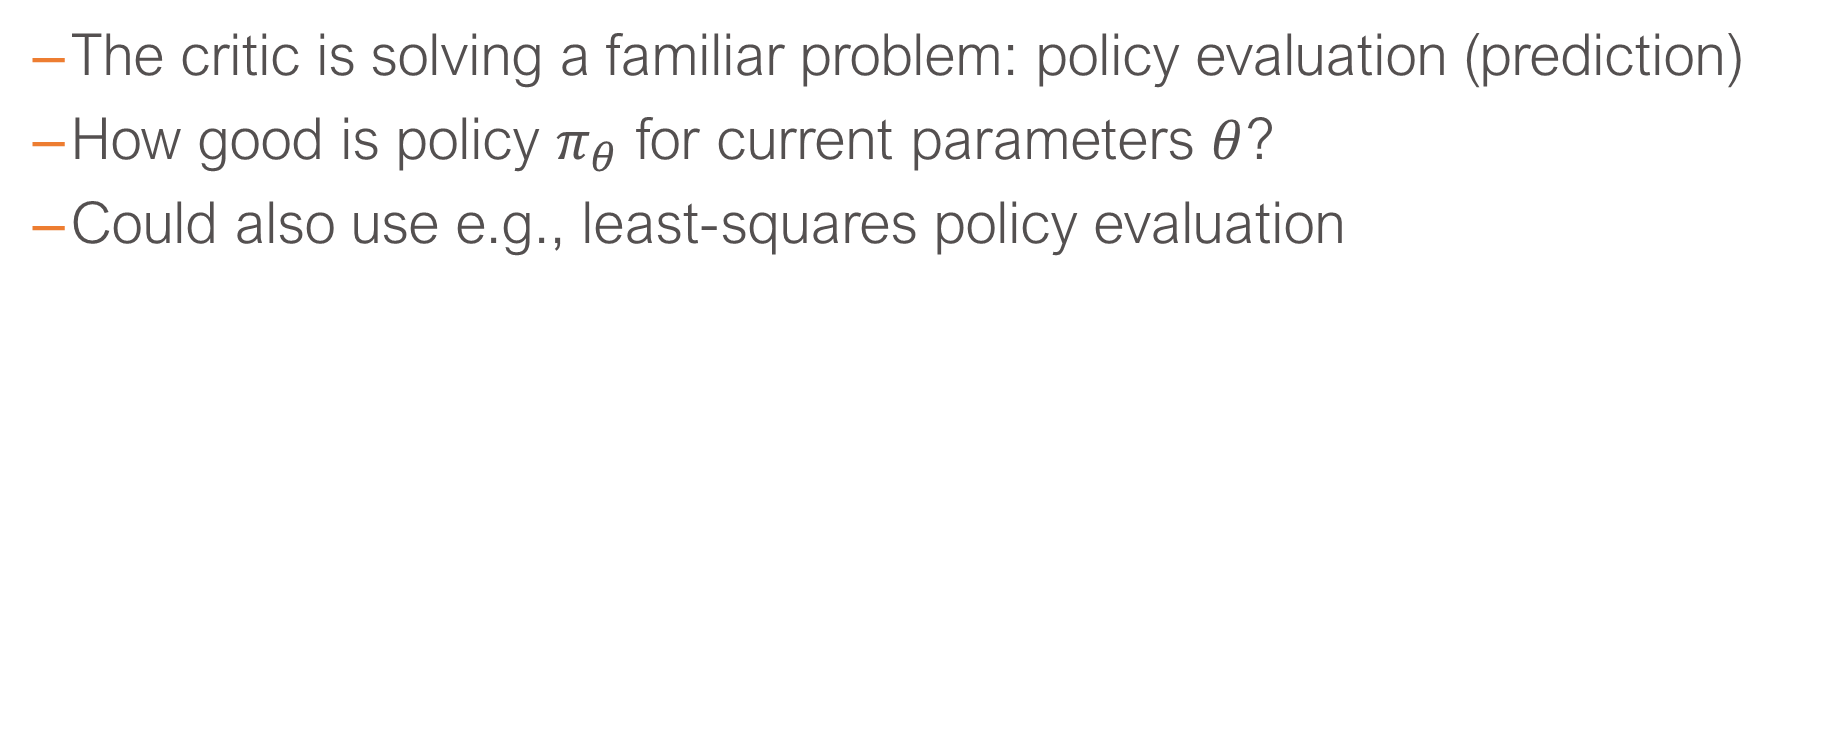 –The critic is solving a familiar problem: policy evaluation (prediction)
–How good is policy π_θ for current parameters θ?
–Could also use e.g., least-squares policy evaluation